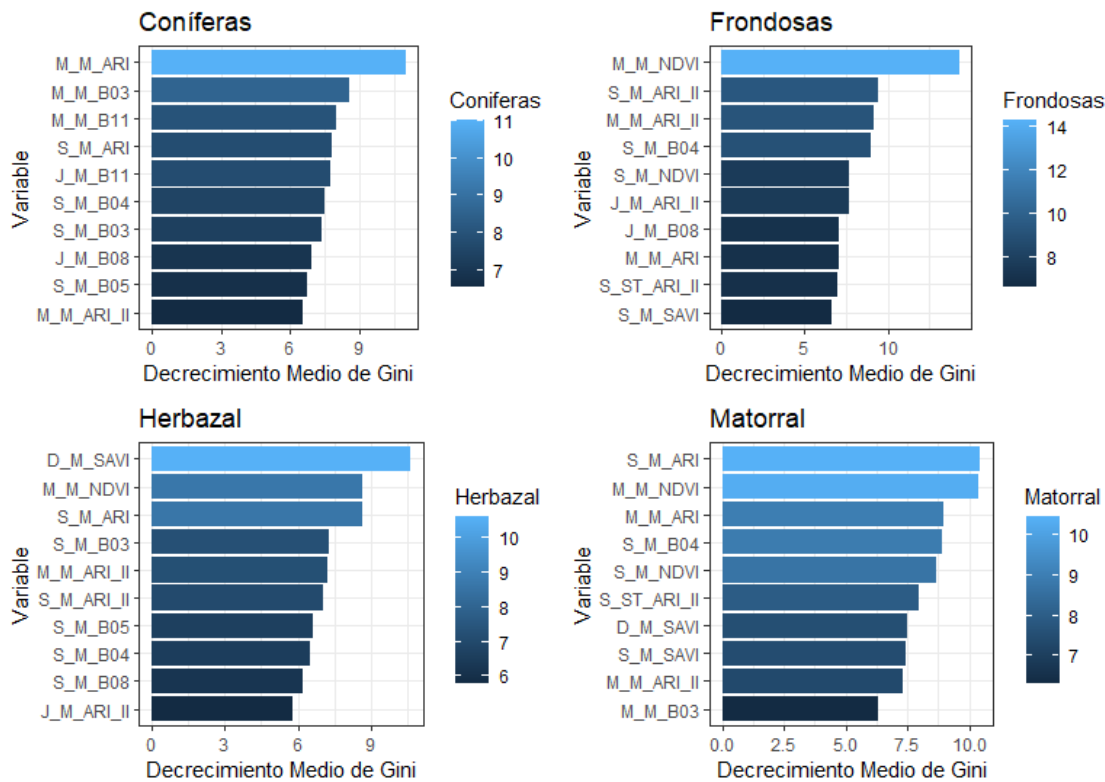 Coníferas
M_M_ARI
M_M_B03
M_M_B11
S_M_ARI
J_M_B11
S_M_B04
S_M_B03
J_M_B08
S_M_B05
M_M_ARI_II
Variable
0 3 6 9
Decrecimiento Medio de Gini
Coniferas
11
10
9
8
7
Frondosas
M_M_NDVI
S_M_ARI_II
M_M_ARI_II
S_M_B04
S_M_NDVI
J_M_ARI_II
J_M_B08
M_M_ARI
S_ST_ARI_II
S_M_SAVI
Variable
0 5 10
Decrecimiento Medio de Gini
Frondosas
14
12
10
8
Herbazal
D_M_SAVI
M_M_NDVI
S_M_ARI
S_M_B03
M_M_ARI_II
S_M_ARI_II
S_M_B05
S_M_B04
S_M_B08
J_M_ARI_II
Variable
0 3 6 9
Decrecimiento Medio de Gini
Herbazal
10
9
8
7
6
Matorral
S_M_ARI
M_M_NDVI
M_M_ARI
S_M_B04
S_M_NDVI
S_ST_ARI_II
D_M_SAVI
S_M_SAVI
M_M_ARI_II
M_M_B03
Variable
0.0 2.5 5.0 7.5 10.0
Decrecimiento Medio de Gini
Matorral
10
9
8
7